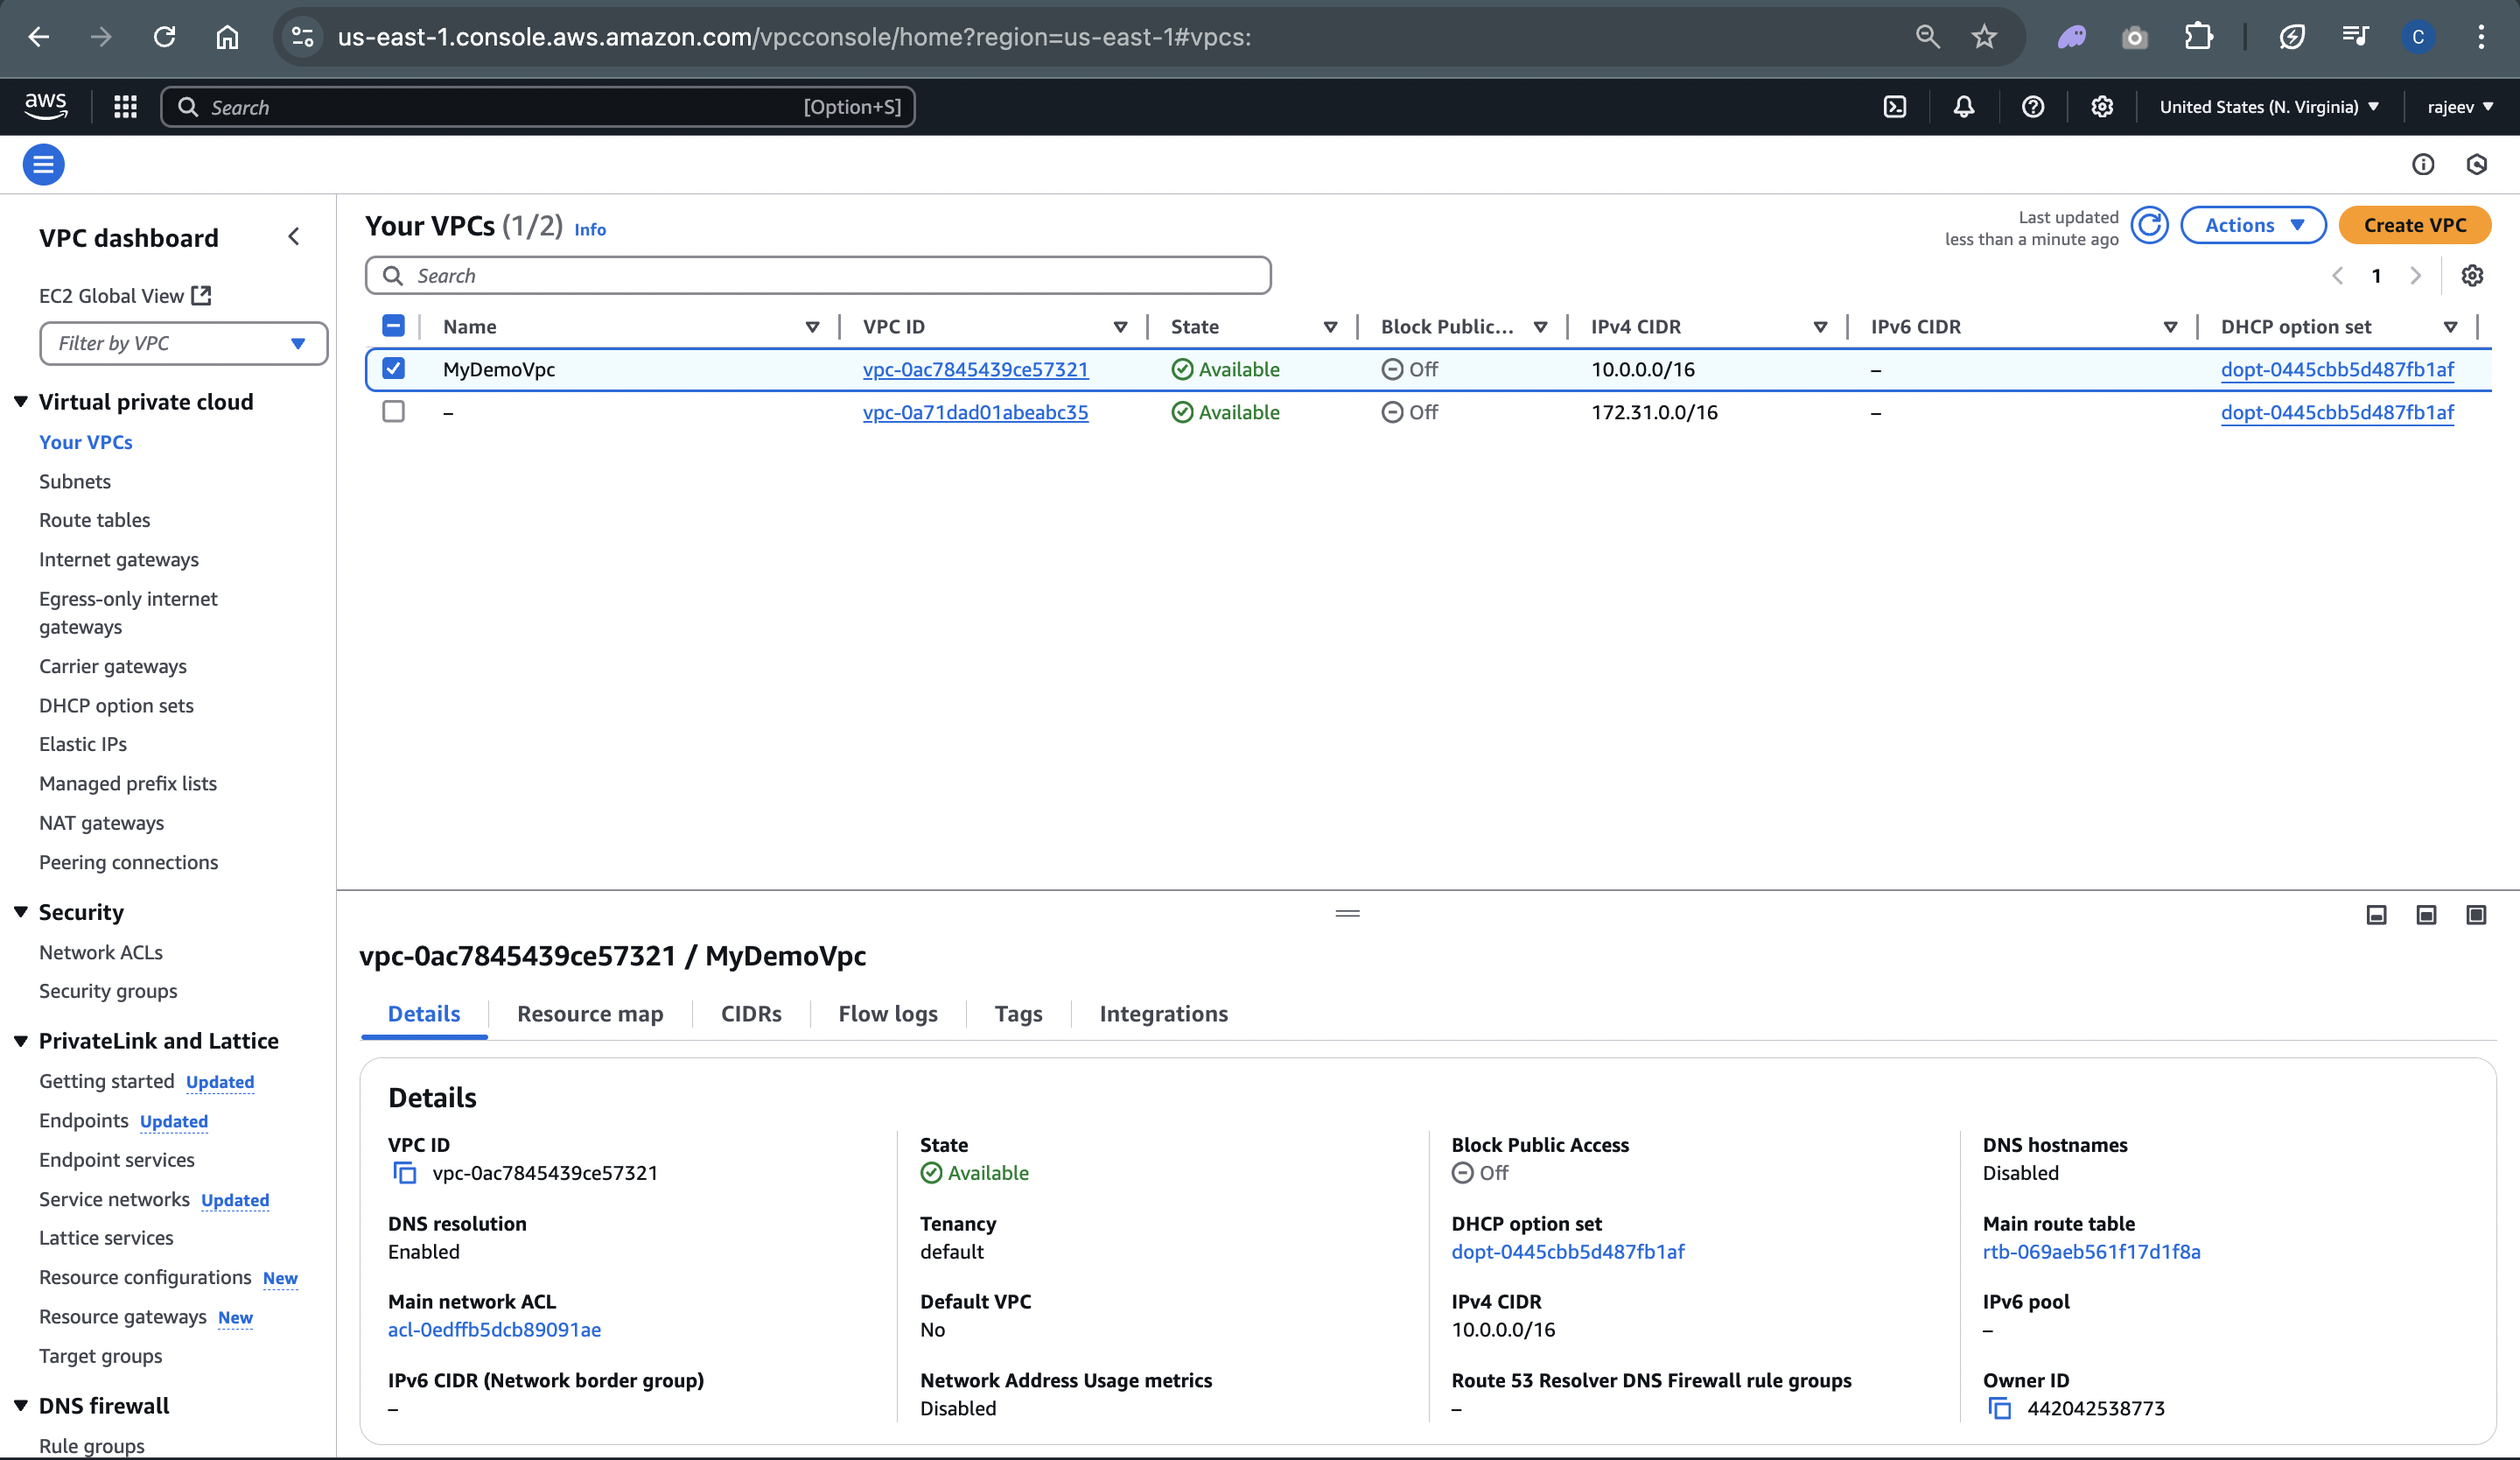 us-east-1.console.aws.amazon.com/vpcconsole/home?region=us-east-1#vpcs:
C
aws
Search
[Option+S]
United States (N. Virginia)
rajeev
VPC dashboard
EC2 Global View
Filter by VPC
Virtual private cloud
Your VPCs
Subnets
Route tables
Internet gateways
Egress-only internet
gateways
Carrier gateways
DHCP option sets
Elastic IPs
Managed prefix lists
NAT gateways
Peering connections
Security
Network ACLs
Security groups
PrivateLink and Lattice
Getting started Updated
Endpoints Updated
Endpoint services
Service networks Updated
Lattice services
Resource configurations New
Resource gateways New
Target groups
DNS firewall
Rule groups
Your VPCs (1/2) Info
Last updated
less than a minute ago
Actions
Create VPC
Search
1
Name VPC ID State Block Public... IPv4 CIDR IPv6 CIDR DHCP option set
MyDemoVpc vpc-0ac7845439ce57321 Available Off 10.0.0.0/16 – dopt-0445cbb5d487fb1af
– vpc-0a71dad01abeabc35 Available Off 172.31.0.0/16 – dopt-0445cbb5d487fb1af
vpc-0ac7845439ce57321 / MyDemoVpc
Details Resource map CIDRs Flow logs Tags Integrations
Details
VPC ID
vpc-0ac7845439ce57321
State
Available
Block Public Access
Off
DNS hostnames
Disabled
DNS resolution
Enabled
Tenancy
default
DHCP option set
dopt-0445cbb5d487fb1af
Main route table
rtb-069aeb561f17d1f8a
Main network ACL
acl-0edffb5dcb89091ae
Default VPC
No
IPv4 CIDR
10.0.0.0/16
IPv6 pool
–
IPv6 CIDR (Network border group)
–
Network Address Usage metrics
Disabled
Route 53 Resolver DNS Firewall rule groups
–
Owner ID
442042538773